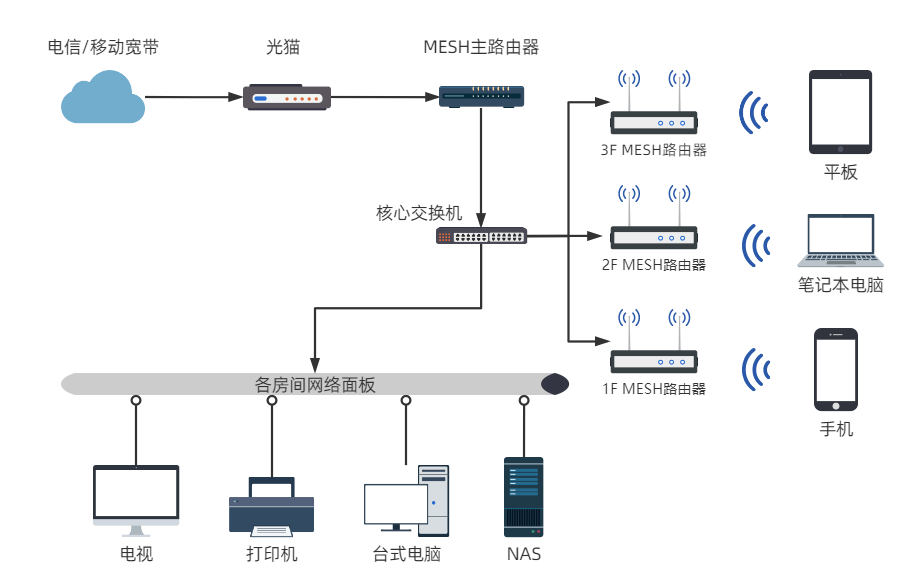 电信/移动宽带
光猫
MESH主路由器
3F MESH路由器
平板
核心交换机
2F MESH路由器
笔记本电脑
各房间网络面板
1F MESH路由器
手机
电视
打印机
台式电脑
NAS